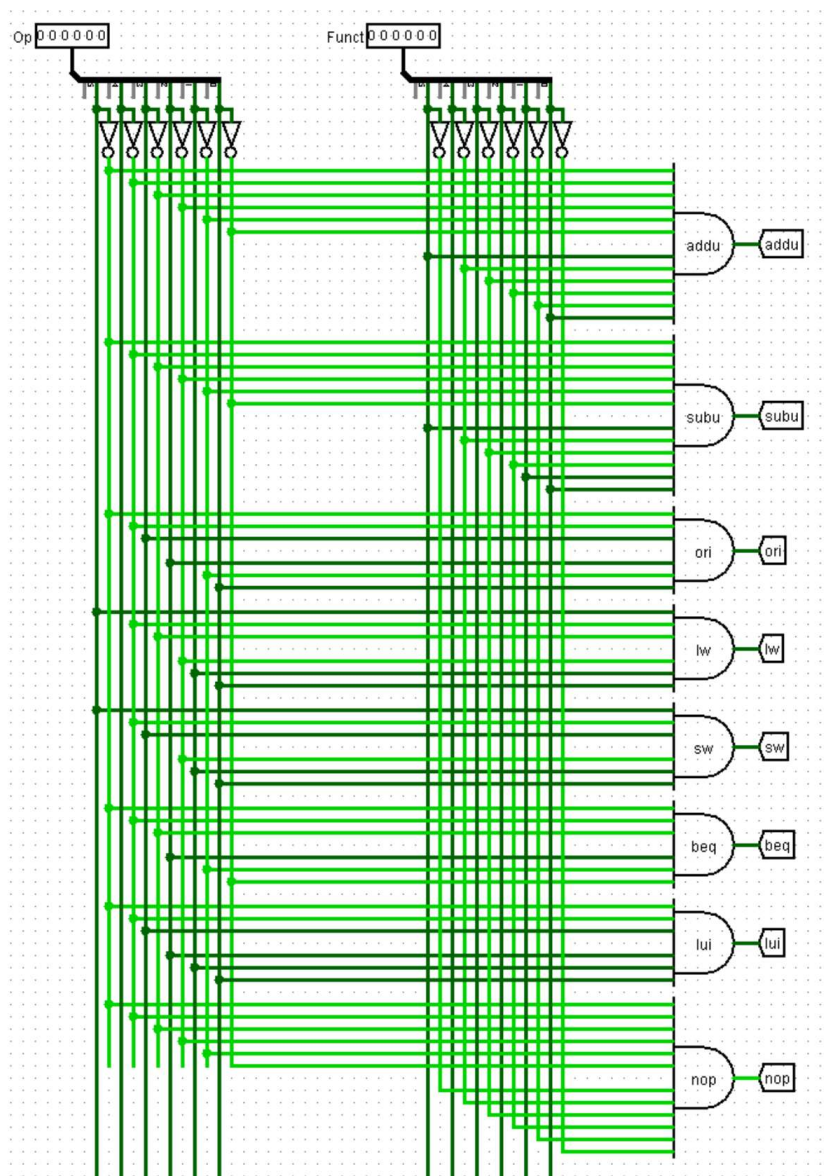 Op 000000 Funct 000000
addu addu
subu subu
ori ori
lw lw
sw sw
beq beq
lui lui
nop nop